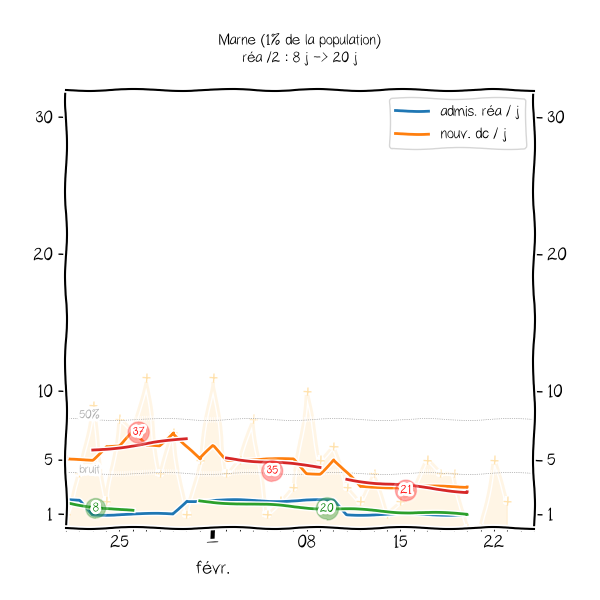 Marne (1% de la population)
réa /2 : 8 j -> 20 j
admis. réa / j
nouv. dc / j
30 30
20 20
10 10
50%
37
5 5
bruit
35
21
8
20
1 1
25 1 08 15 22
févr.